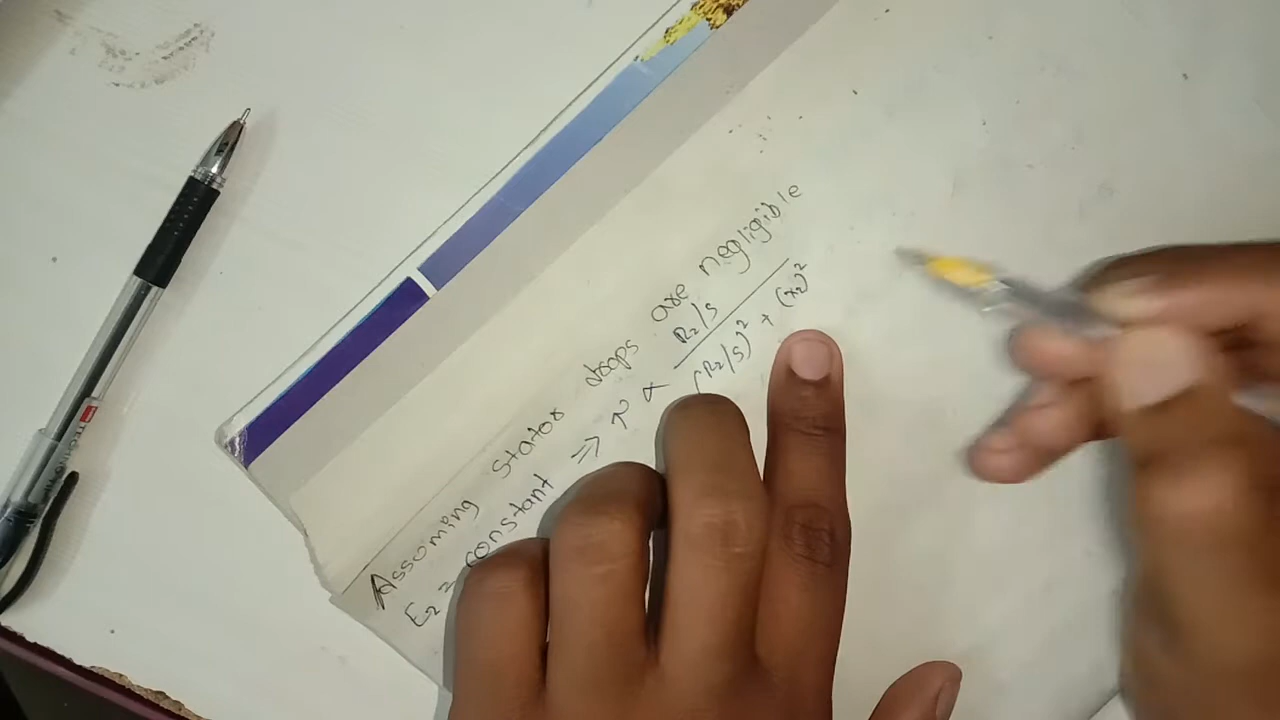 Assuming stator drops are negligible
E₂ = constant ⇒ τ ∝ R₂/s / (R₂/s)² + (x₂)²